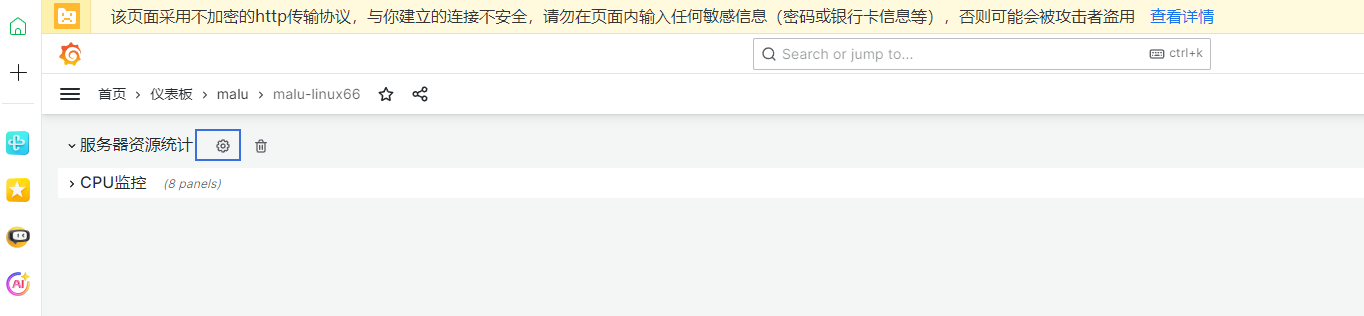 该页面采用不加密的http传输协议，与你建立的连接不安全，请勿在页面内输入任何敏感信息（密码或银行卡信息等），否则可能会被攻击者盗用 查看详情
Search or jump to... ctrl+k
首页 › 仪表板 › malu › malu-linux66
服务器资源统计
CPU监控 (8 panels)
AI